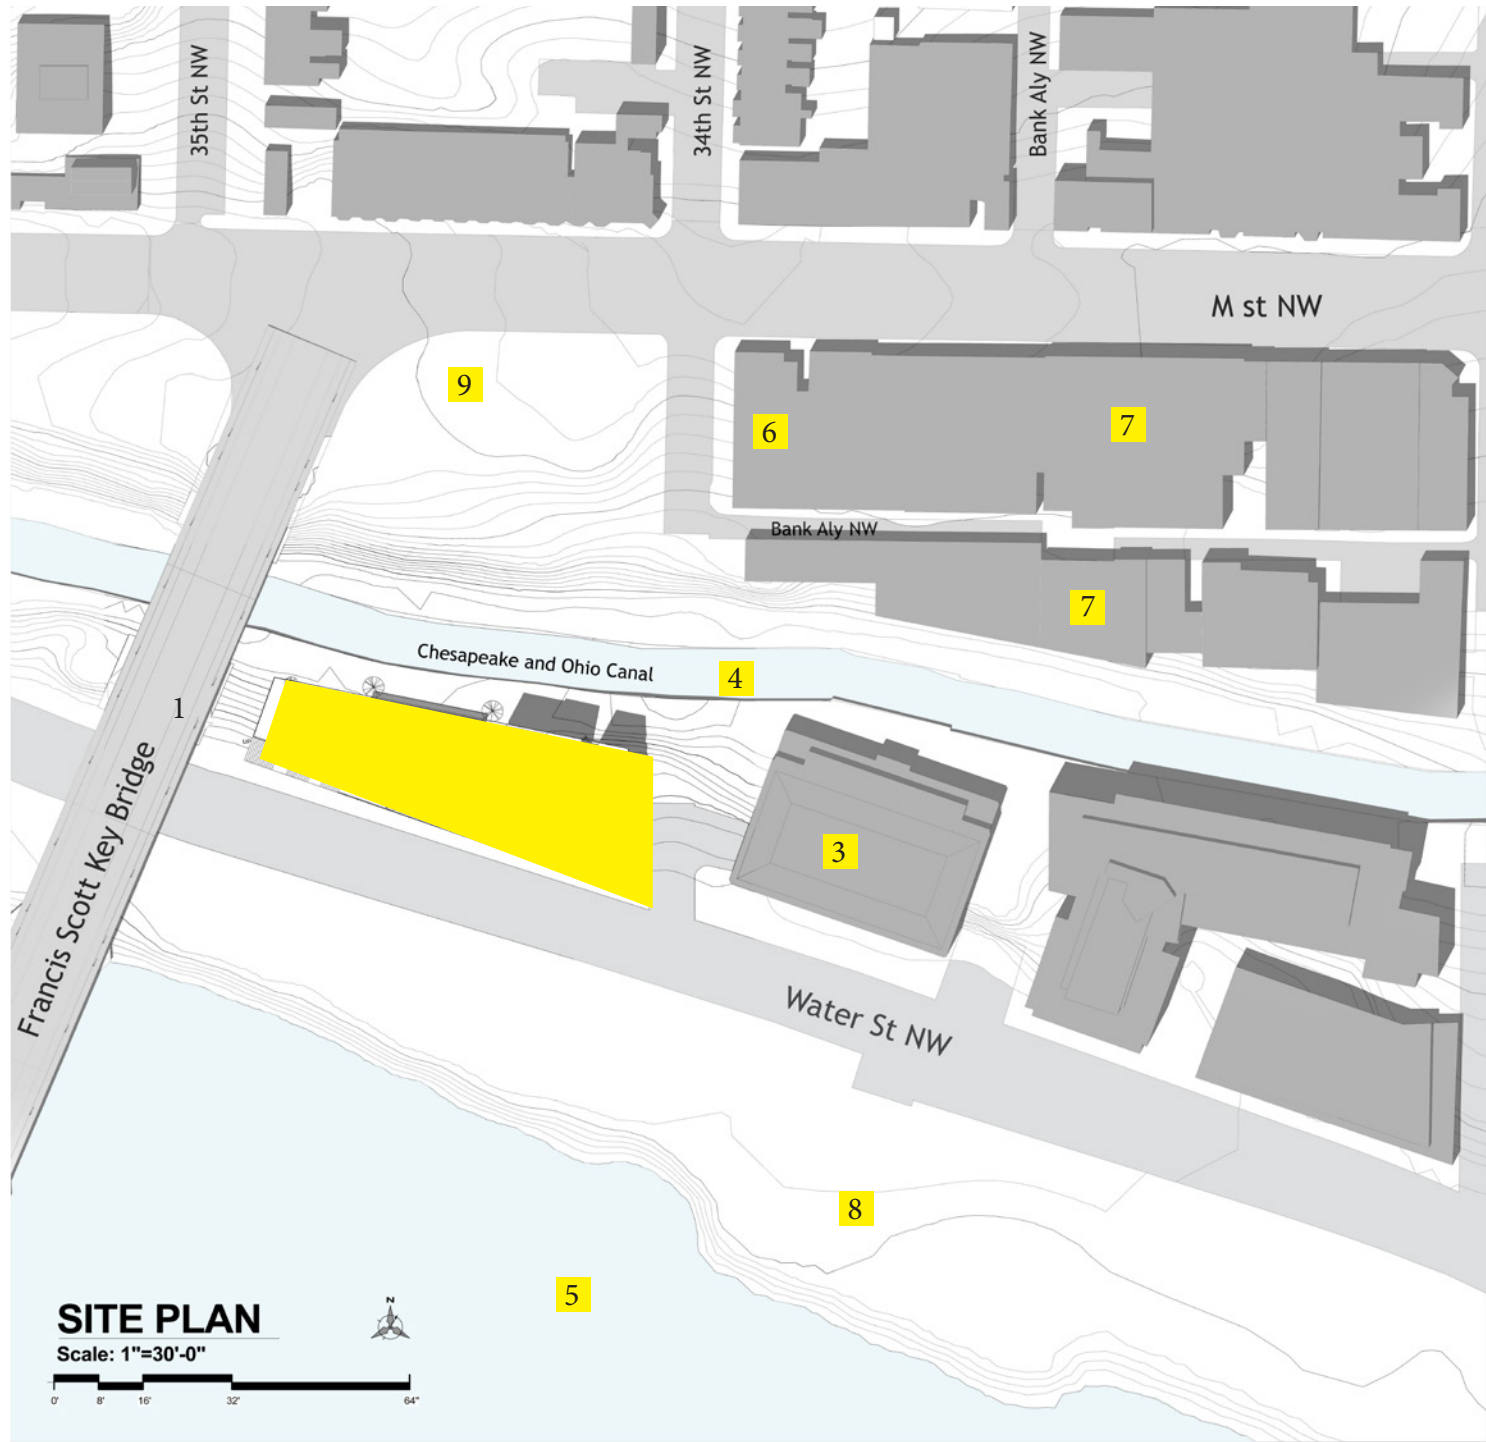 35th St NW
34th St NW
Bank Aly NW
M st NW
9
6
7
Bank Aly NW
7
Chesapeake and Ohio Canal
4
1
3
Francis Scott Key Bridge
Water St NW
8
5
N
SITE PLAN
Scale: 1"=30'-0"
0' 8' 16' 32' 64"